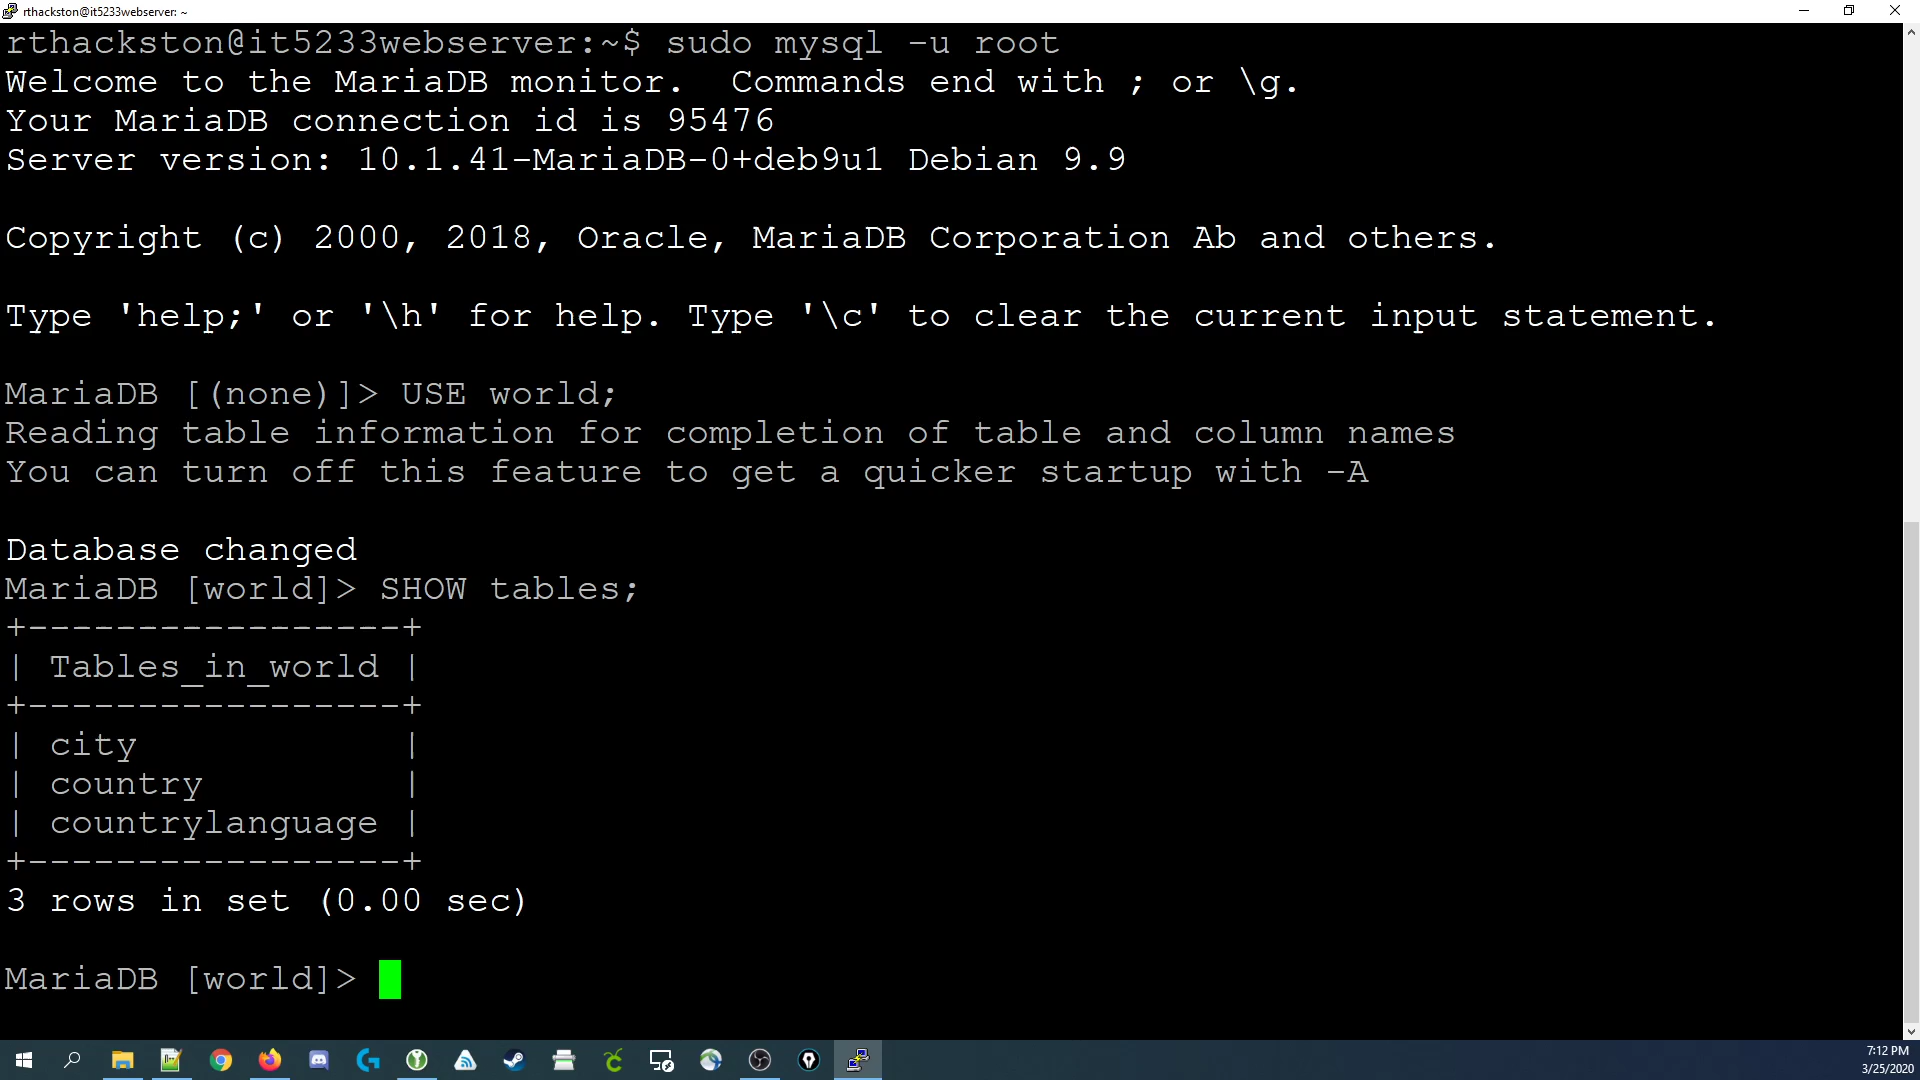 rthackston@it5233webserver: ~
rthackston@it5233webserver:~$ sudo mysql -u root
Welcome to the MariaDB monitor.  Commands end with ; or \g.
Your MariaDB connection id is 95476
Server version: 10.1.41-MariaDB-0+deb9u1 Debian 9.9

Copyright (c) 2000, 2018, Oracle, MariaDB Corporation Ab and others.

Type 'help;' or '\h' for help. Type '\c' to clear the current input statement.

MariaDB [(none)]> USE world;
Reading table information for completion of table and column names
You can turn off this feature to get a quicker startup with -A

Database changed
MariaDB [world]> SHOW tables;
+-----------------+
| Tables_in_world |
+-----------------+
| city            |
| country         |
| countrylanguage |
+-----------------+
3 rows in set (0.00 sec)

MariaDB [world]>
7:12 PM
3/25/2020